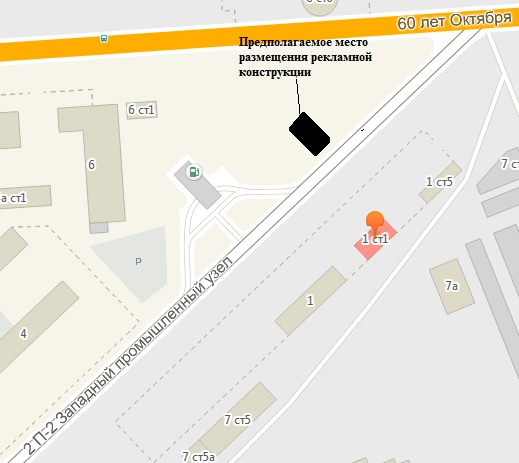 60 лет Октября
Предполагаемое место
размещения рекламной
конструкции
6 ст1
6
а ст1
P
4
2 П-2 Западный промышленный узел
7 ст
1 ст5
1 ст1
7а
1
7 ст5
7 ст5а